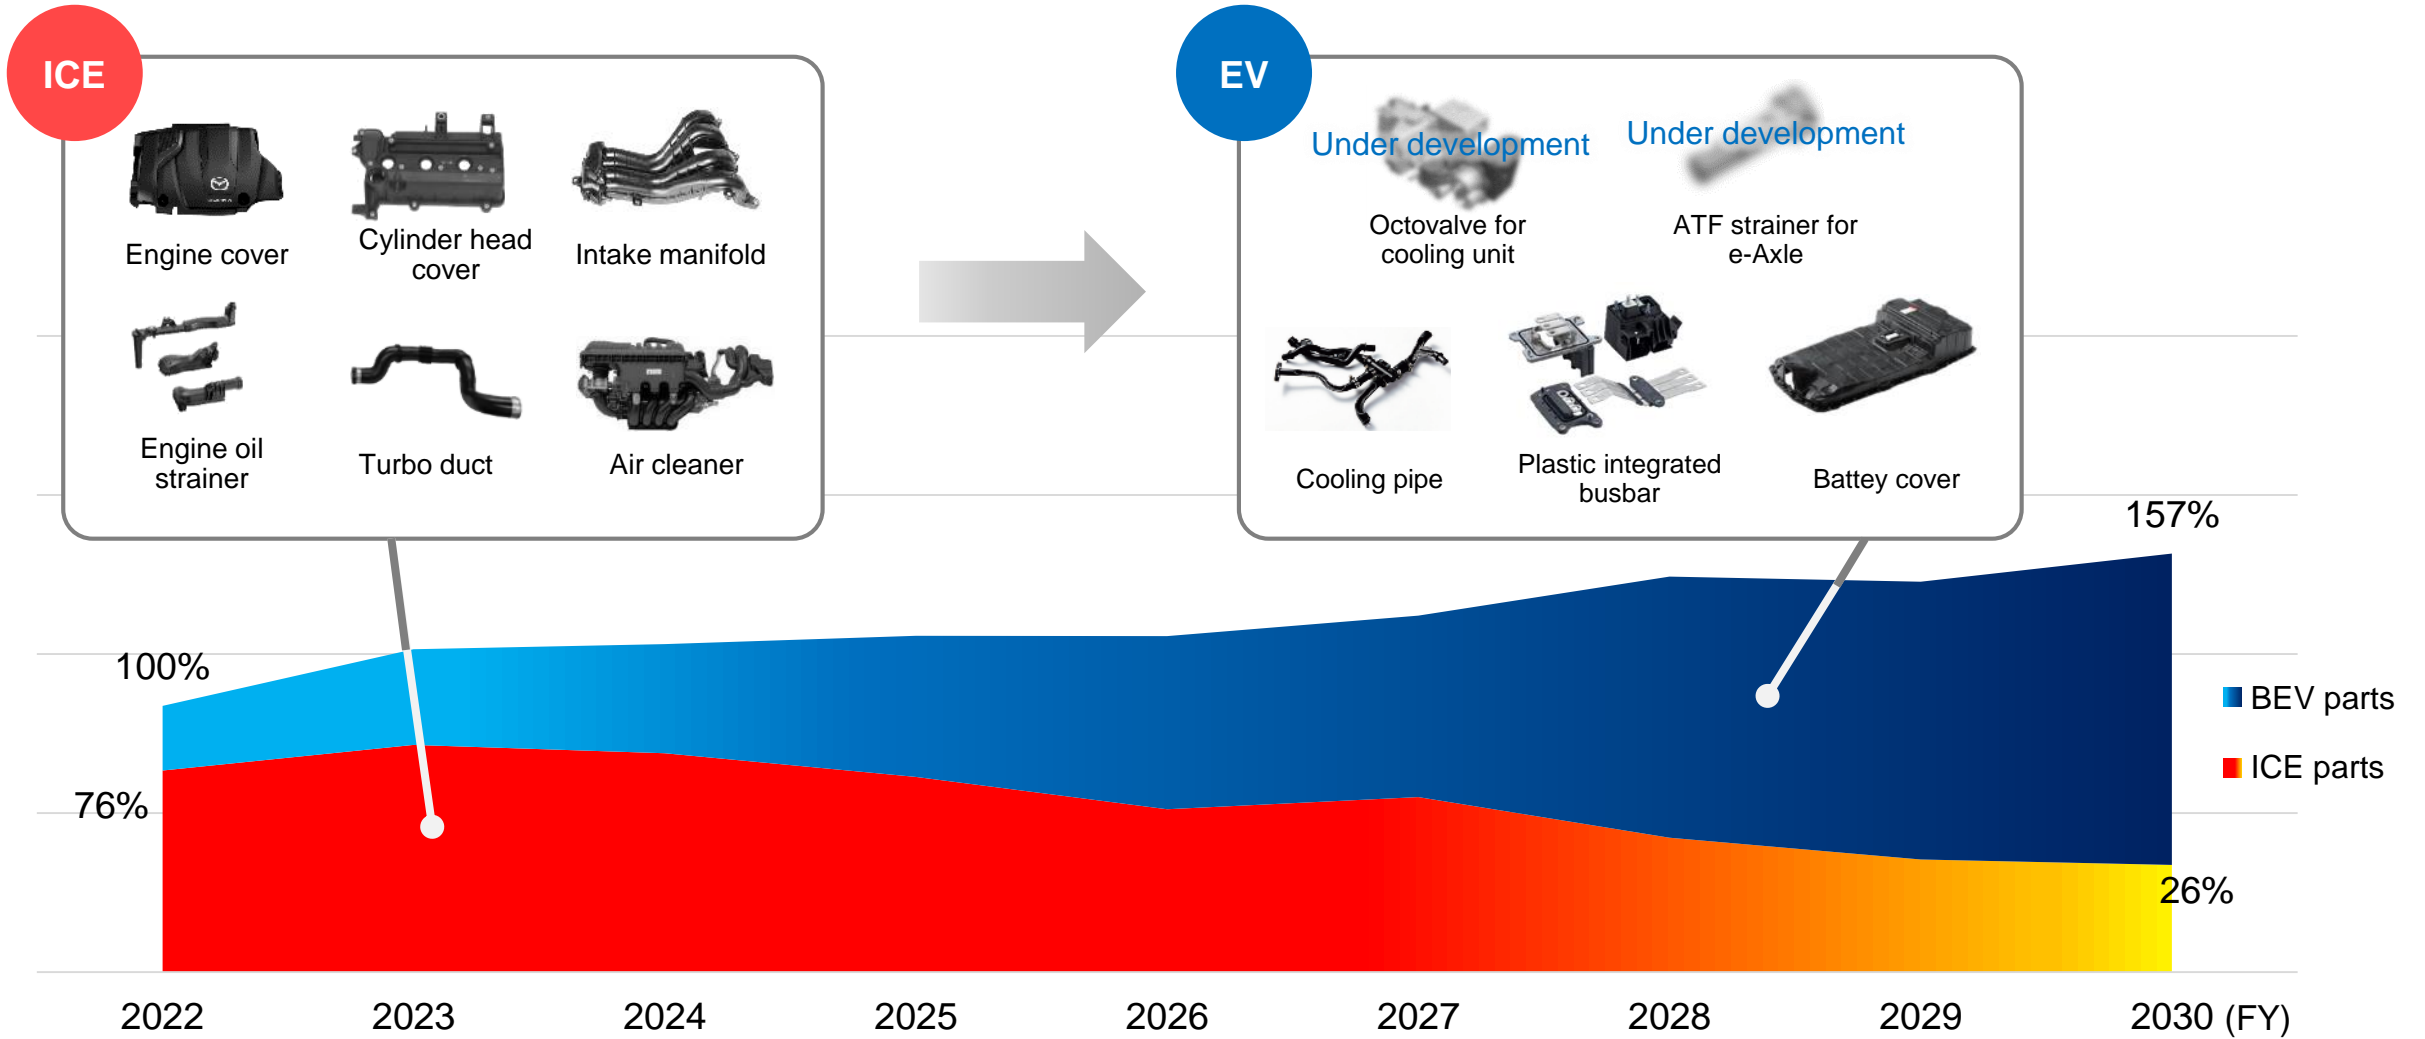 ICE
Engine cover
Cylinder head
cover
Intake manifold
Engine oil
strainer
Turbo duct
Air cleaner
EV
Under development
Under development
Octovalve for
cooling unit
ATF strainer for
e-Axle
Cooling pipe
Plastic integrated
busbar
Battey cover
157%
100%
76%
26%
BEV parts
ICE parts
2022
2023
2024
2025
2026
2027
2028
2029
2030 (FY)